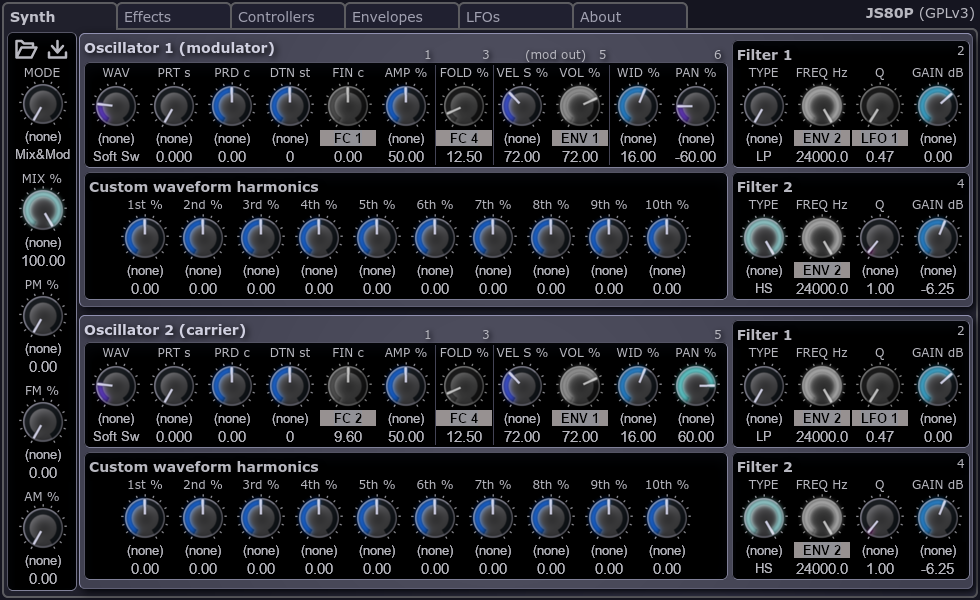 Synth Effects Controllers Envelopes LFOs About JS80P (GPLv3)
MODE
(none)
Mix&Mod
MIX %
(none)
100.00
PM %
(none)
0.00
FM %
(none)
0.00
AM %
(none)
0.00
Oscillator 1 (modulator) 1 3 (mod out) 5 6
WAV PRT s PRD c DTN st FIN c AMP % FOLD % VEL S % VOL % WID % PAN %
(none) (none) (none) (none) FC 1 (none) FC 4 (none) ENV 1 (none) (none)
Soft Sw 0.000 0.00 0 0.00 50.00 12.50 72.00 72.00 16.00 -60.00
Filter 1 2
TYPE FREQ Hz Q GAIN dB
(none) ENV 2 LFO 1 (none)
LP 24000.0 0.47 0.00
Custom waveform harmonics
1st % 2nd % 3rd % 4th % 5th % 6th % 7th % 8th % 9th % 10th %
(none) (none) (none) (none) (none) (none) (none) (none) (none) (none)
0.00 0.00 0.00 0.00 0.00 0.00 0.00 0.00 0.00 0.00
Filter 2 4
TYPE FREQ Hz Q GAIN dB
(none) ENV 2 (none) (none)
HS 24000.0 1.00 -6.25
Oscillator 2 (carrier) 1 3 5
WAV PRT s PRD c DTN st FIN c AMP % FOLD % VEL S % VOL % WID % PAN %
(none) (none) (none) (none) FC 2 (none) FC 4 (none) ENV 1 (none) (none)
Soft Sw 0.000 0.00 0 9.60 50.00 12.50 72.00 72.00 16.00 60.00
Filter 1 2
TYPE FREQ Hz Q GAIN dB
(none) ENV 2 LFO 1 (none)
LP 24000.0 0.47 0.00
Custom waveform harmonics
1st % 2nd % 3rd % 4th % 5th % 6th % 7th % 8th % 9th % 10th %
(none) (none) (none) (none) (none) (none) (none) (none) (none) (none)
0.00 0.00 0.00 0.00 0.00 0.00 0.00 0.00 0.00 0.00
Filter 2 4
TYPE FREQ Hz Q GAIN dB
(none) ENV 2 (none) (none)
HS 24000.0 1.00 -6.25